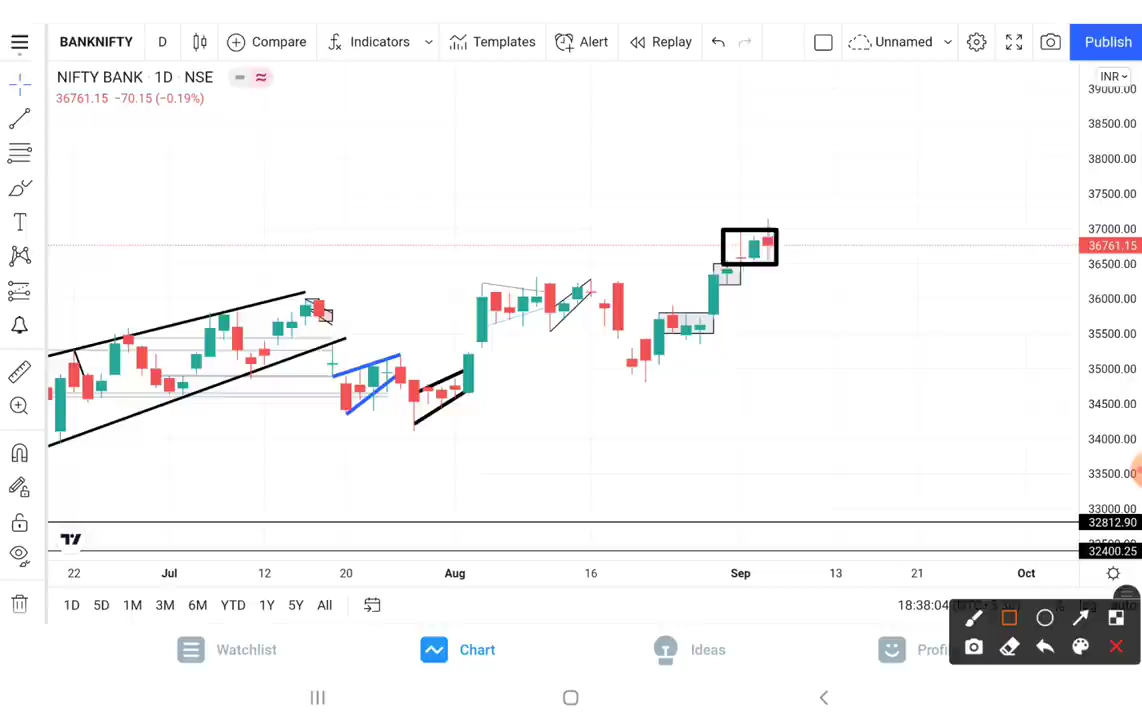 BANKNIFTY D Compare Indicators Templates Alert Replay Unnamed Publish
NIFTY BANK · 1D · NSE
INR
36761.15 −70.15 (−0.19%)
39000.00
38500.00
38000.00
37500.00
37000.00
36761.15
36500.00
36000.00
35500.00
35000.00
34500.00
34000.00
33500.00
33000.00
32812.90
32400.25
22 Jul 12 20 Aug 16 Sep 13 21 Oct
1D 5D 1M 3M 6M YTD 1Y 5Y All 18:38:04
Watchlist Chart Ideas